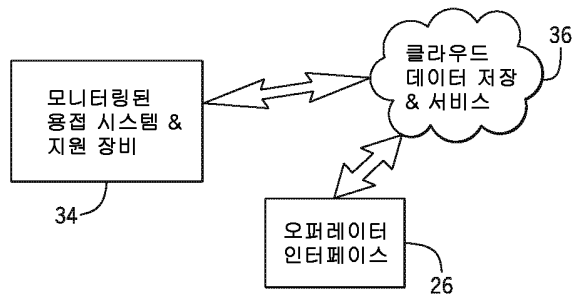 모니터링된
용접 시스템 &
지원 장비
34
클라우드
데이터 저장
& 서비스
36
오퍼레이터
인터페이스
26